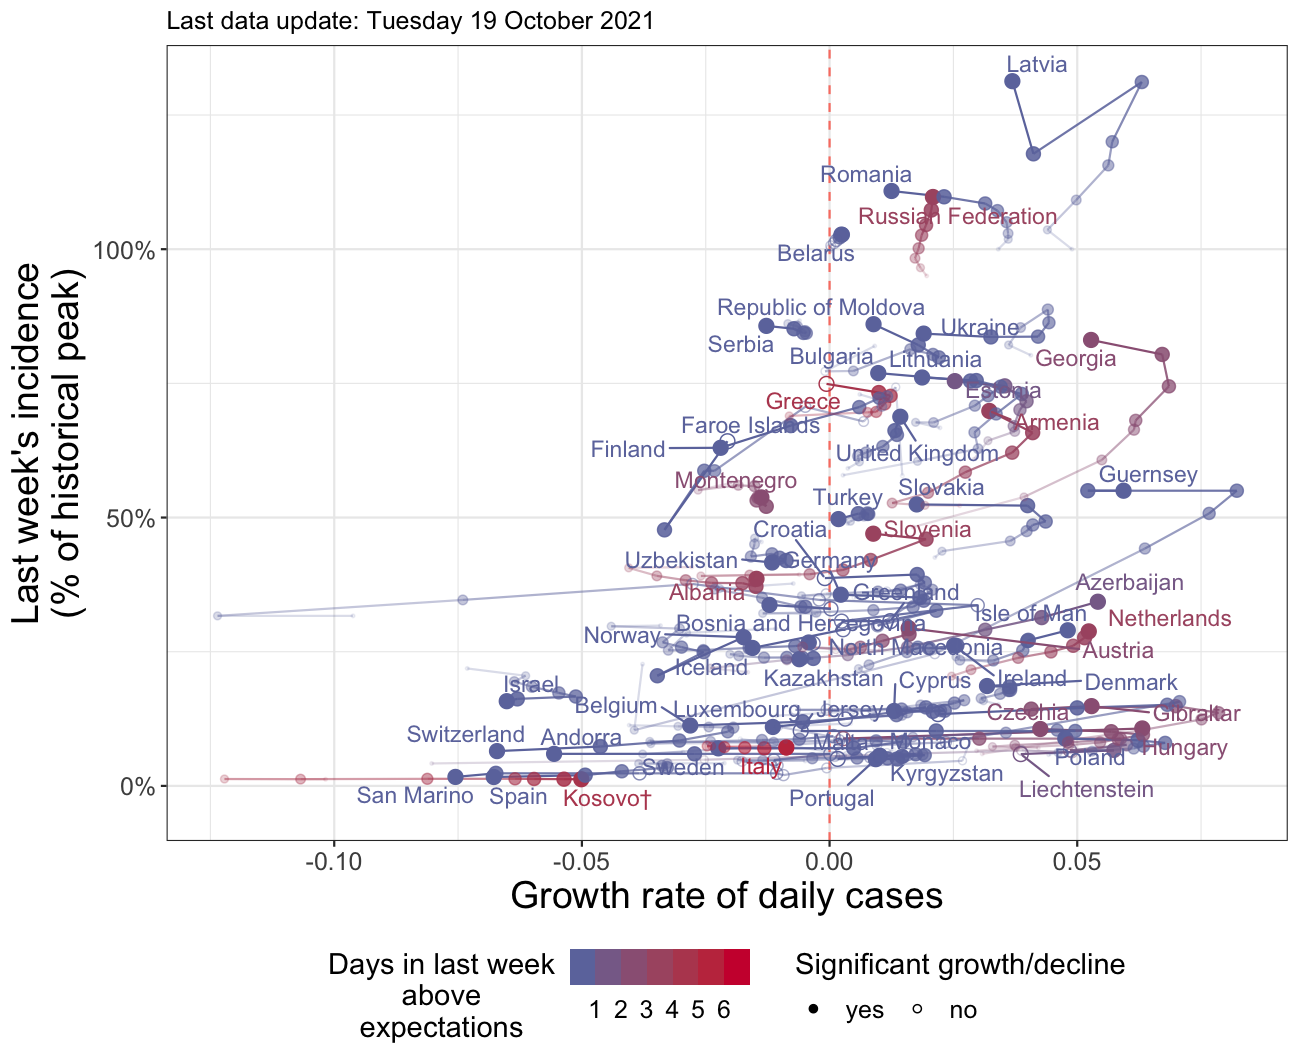 Last data update: Tuesday 19 October 2021
Latvia
Romania
Russian Federation
Belarus
100%
Republic of Moldova
Serbia
Ukraine
Bulgaria
Lithuania
Georgia
Greece
Estonia
Armenia
Faroe Islands
Finland
United Kingdom
Montenegro
Guernsey
Turkey
Slovakia
50%
Croatia
Slovenia
Uzbekistan
Germany
Albania
Greenland
Azerbaijan
Bosnia and Herzegovina
Isle of Man
Netherlands
Norway
North Macedonia
Austria
Iceland
Kazakhstan
Cyprus
Ireland
Denmark
Israel
Belgium
Luxembourg
Jersey
Czechia
Gibraltar
Switzerland
Andorra
Malta
Monaco
Hungary
Poland
Sweden
Italy
Kyrgyzstan
0%
San Marino
Spain
Kosovo†
Portugal
Liechtenstein
Last week's incidence
(% of historical peak)
-0.10
-0.05
0.00
0.05
Growth rate of daily cases
Days in last week
above
expectations
1 2 3 4 5 6
Significant growth/decline
yes
no